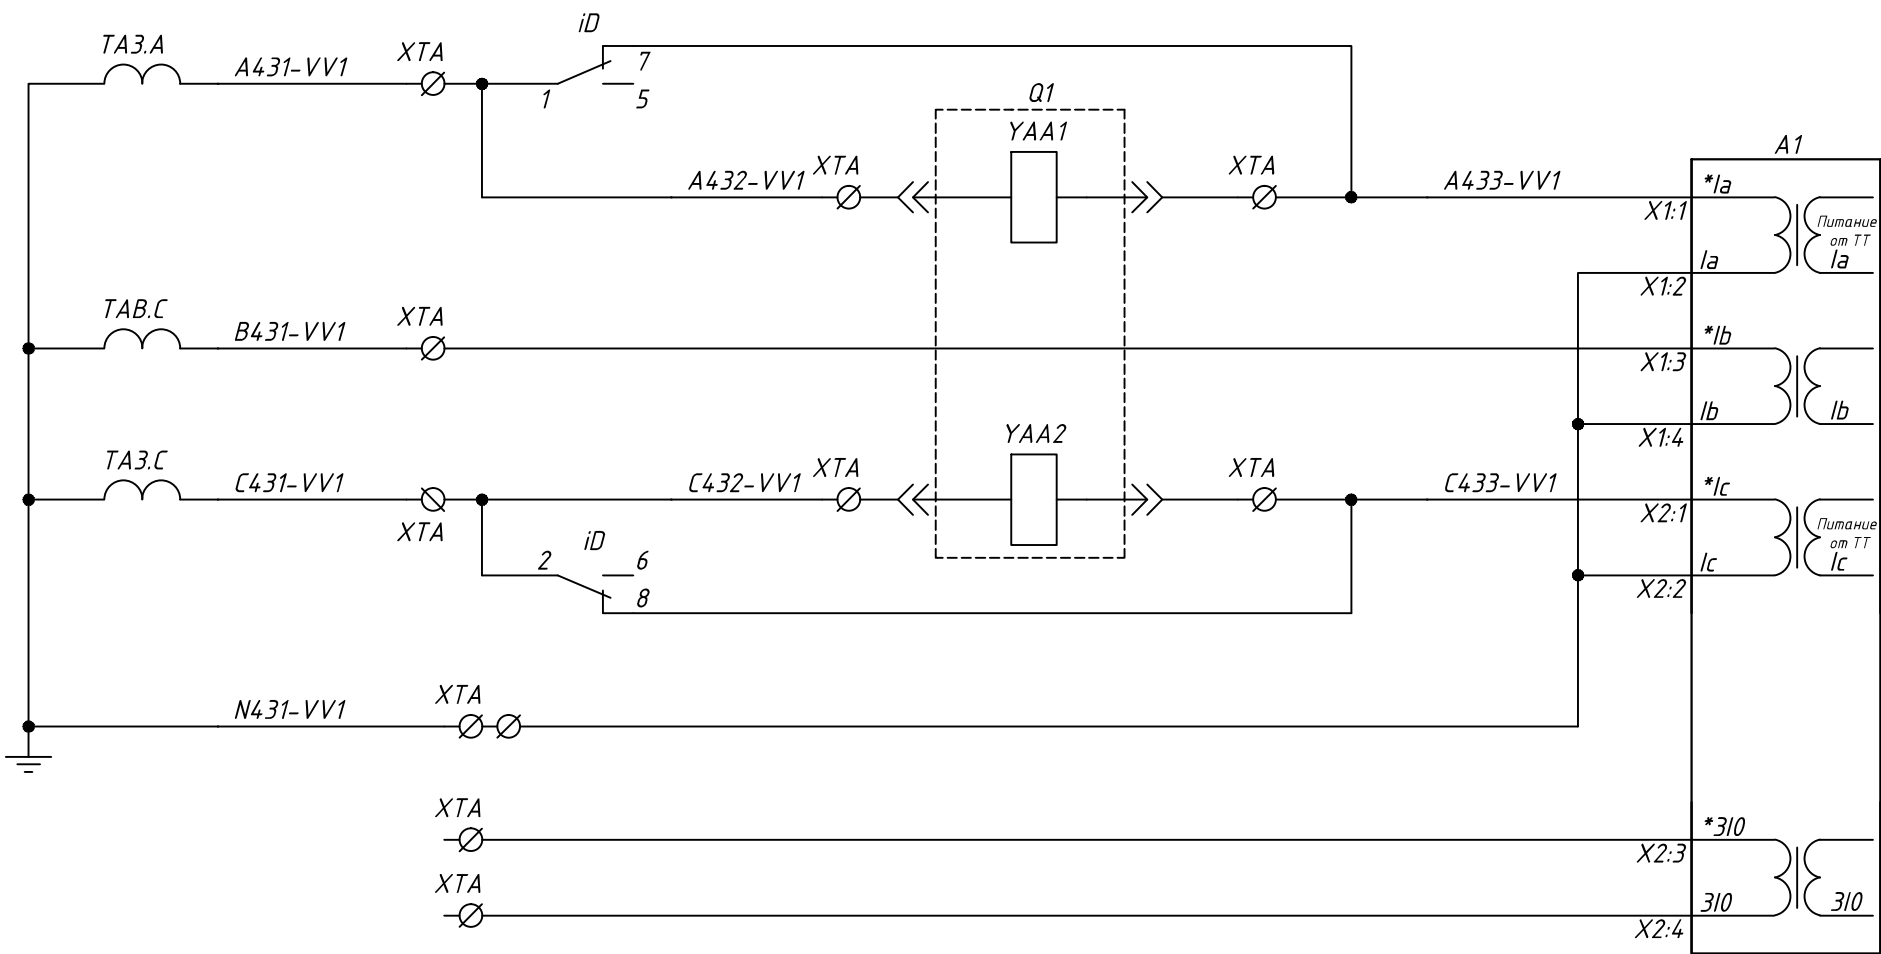 iD
TA3.A
A431-VV1
XTA
7
1
5
Q1
YAA1
A1
A432-VV1
XTA
XTA
A433-VV1
*Ia
X1:1
Питание
от ТТ
Ia
Ia
X1:2
TAB.C
B431-VV1
XTA
*Ib
X1:3
Ib
Ib
X1:4
YAA2
TA3.C
C431-VV1
XTA
C432-VV1
XTA
XTA
C433-VV1
*Ic
X2:1
Питание
от ТТ
iD
2
6
8
Ic
Ic
X2:2
N431-VV1
XTA
XTA
*3I0
X2:3
XTA
3I0
3I0
X2:4